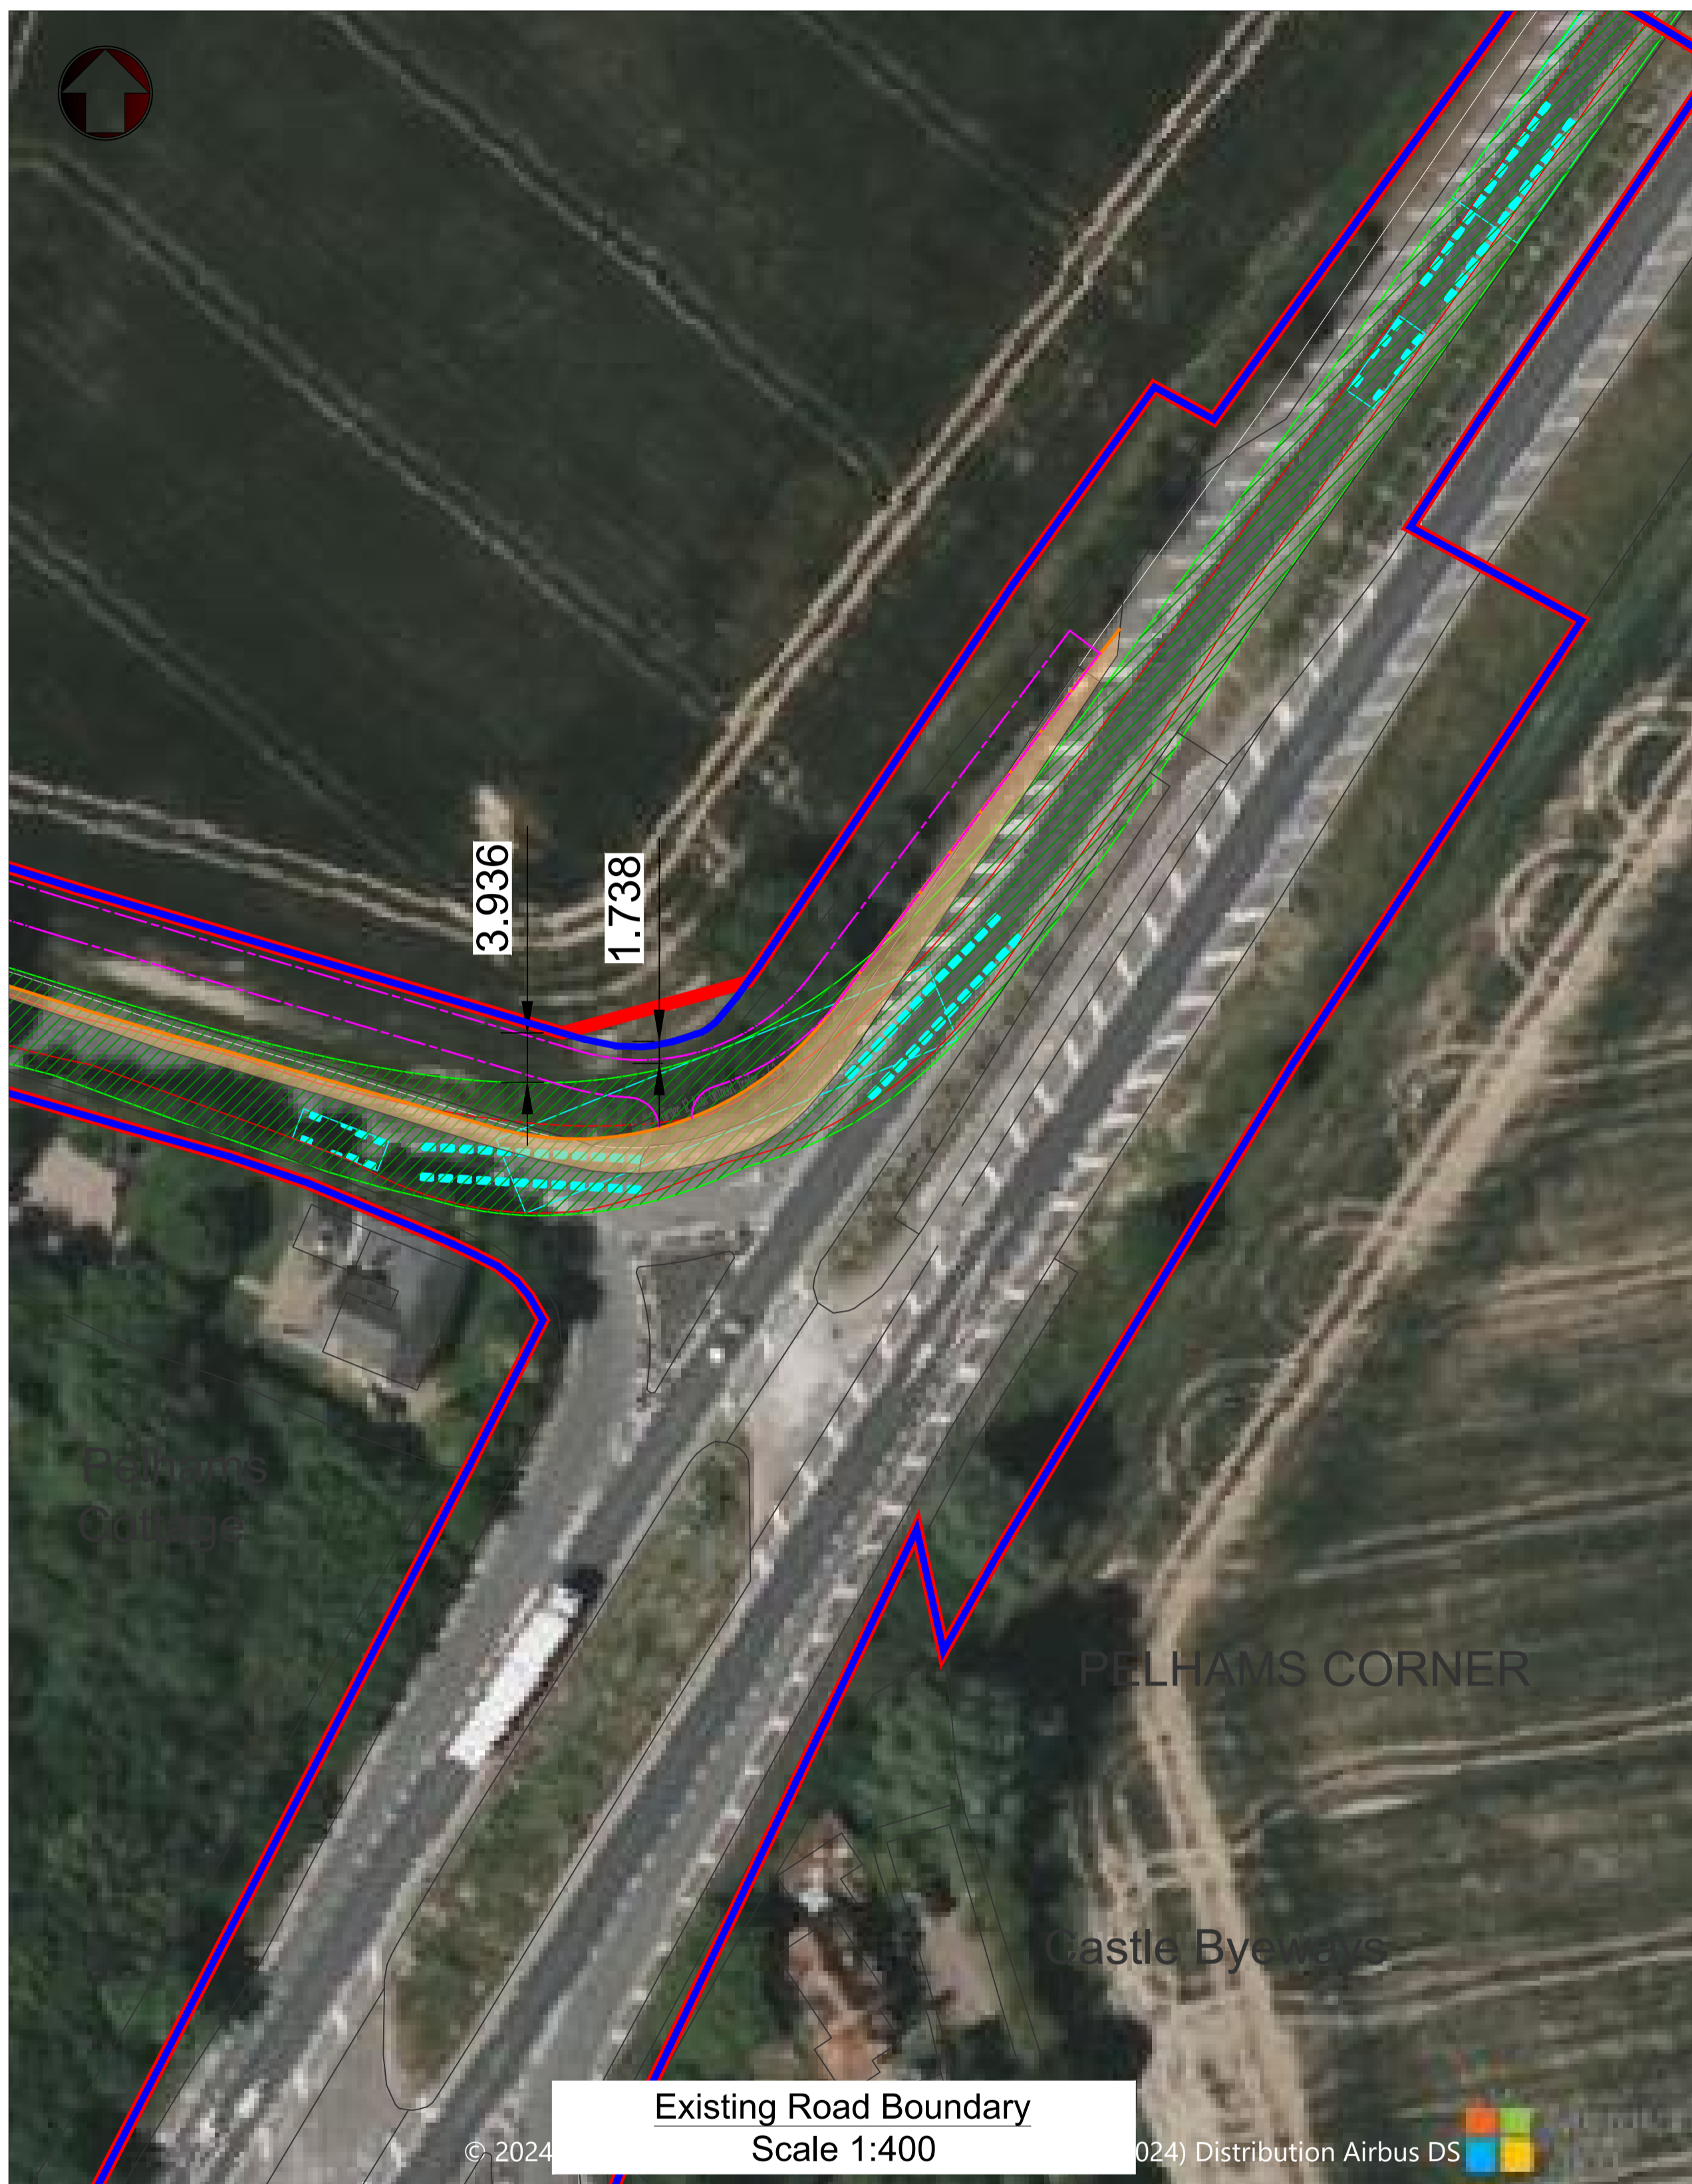 3.936
1.738
Pelhams
Cottage
PELHAMS CORNER
Castle Byeways
Existing Road Boundary
Scale 1:400
© 2024
024) Distribution Airbus DS